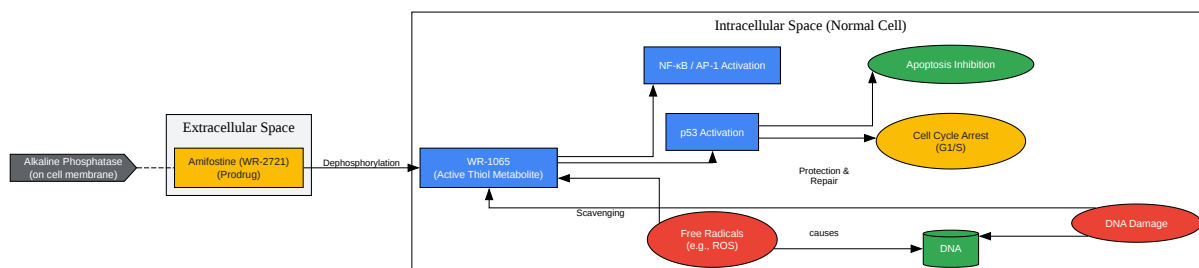 Intracellular Space (Normal Cell)
NF-κB / AP-1 Activation
Apoptosis Inhibition
Extracellular Space
p53 Activation
Cell Cycle Arrest
(G1/S)
Alkaline Phosphatase
(on cell membrane)
Amifostine (WR-2721)
(Prodrug)
Dephosphorylation
WR-1065
(Active Thiol Metabolite)
Protection &
Repair
Scavenging
Free Radicals
(e.g., ROS)
causes
DNA
DNA Damage